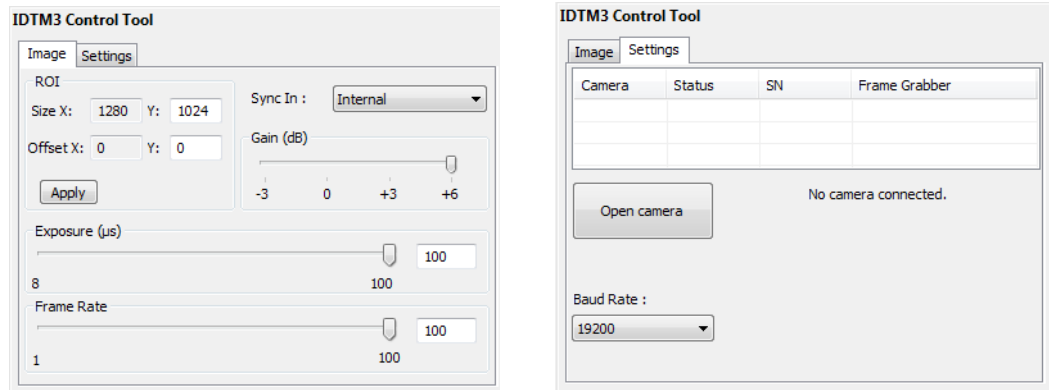 IDTM3 Control Tool
Image Settings
ROI
Size X: 1280 Y: 1024
Offset X: 0 Y: 0
Apply
Sync In : Internal
Gain (dB)
-3 0 +3 +6
Exposure (µs)
100
8 100
Frame Rate
100
1 100
IDTM3 Control Tool
Image Settings
Camera Status SN Frame Grabber
Open camera
No camera connected.
Baud Rate :
19200